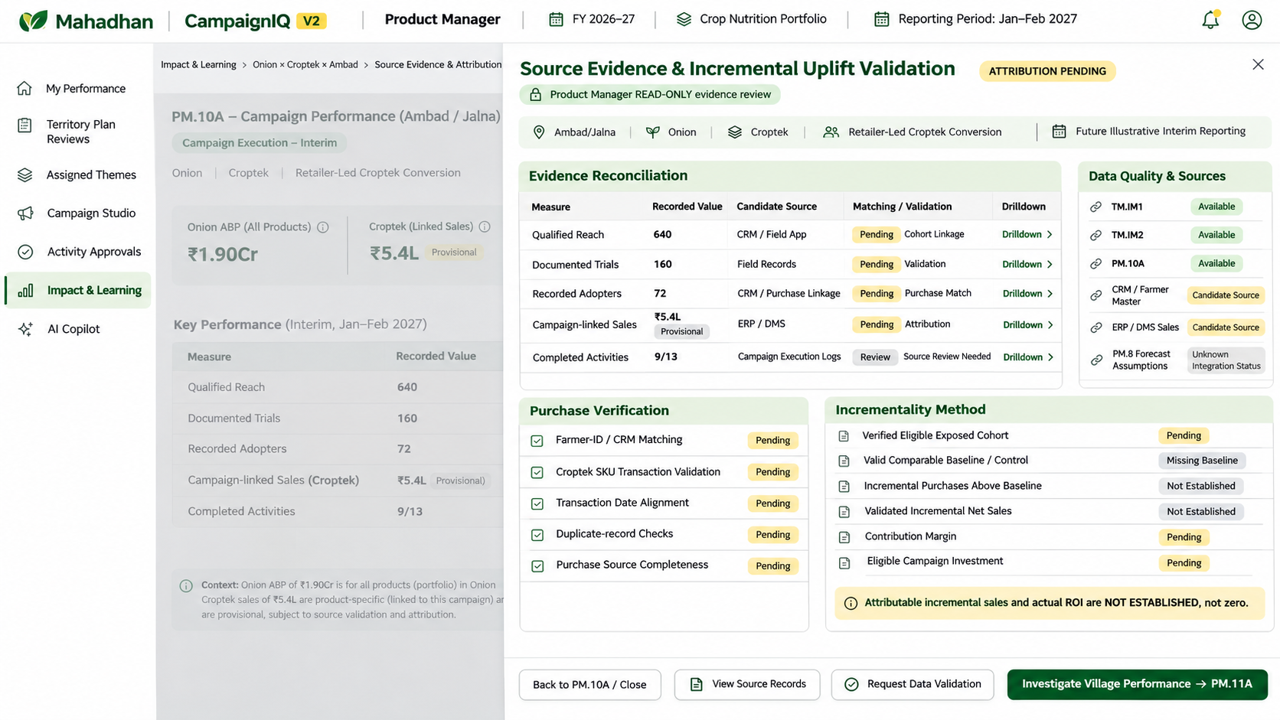 Mahadhan
CampaignIQ V2
Product Manager
FY 2026–27
Crop Nutrition Portfolio
Reporting Period: Jan–Feb 2027
My Performance
Territory Plan
Reviews
Assigned Themes
Campaign Studio
Activity Approvals
Impact & Learning
AI Copilot
Impact & Learning > Onion × Croptek × Ambad > Source Evidence & Attribution
PM.10A – Campaign Performance (Ambad / Jalna)
Campaign Execution – Interim
Onion | Croptek | Retailer-Led Croptek Conversion
Onion ABP (All Products)
₹1.90Cr
Croptek (Linked Sales)
₹5.4L Provisional
Key Performance (Interim, Jan–Feb 2027)
Measure Recorded Value
Qualified Reach 640
Documented Trials 160
Recorded Adopters 72
Campaign-linked Sales (Croptek) ₹5.4L Provisional)
Completed Activities 9/13
Context: Onion ABP of ₹1.90Cr is for all products (portfolio) in Onion
Croptek sales of ₹5.4L are product-specific (linked to this campaign) ar
are provisional, subject to source validation and attribution.
Source Evidence & Incremental Uplift Validation
ATTRIBUTION PENDING
Product Manager READ-ONLY evidence review
Ambad/Jalna | Onion | Croptek | Retailer-Led Croptek Conversion | Future Illustrative Interim Reporting
Evidence Reconciliation
Measure Recorded Value Candidate Source Matching / Validation Drilldown
Qualified Reach 640 CRM / Field App Pending Cohort Linkage Drilldown >
Documented Trials 160 Field Records Pending Validation Drilldown >
Recorded Adopters 72 CRM / Purchase Linkage Pending Purchase Match Drilldown >
Campaign-linked Sales ₹5.4L Provisional ERP / DMS Pending Attribution Drilldown >
Completed Activities 9/13 Campaign Execution Logs Review Source Review Needed Drilldown >
Data Quality & Sources
TM.IM1 Available
TM.IM2 Available
PM.10A Available
CRM / Farmer
Master Candidate Source
ERP / DMS Sales Candidate Source
PM.8 Forecast
Assumptions
Unknown
Integration Status
Purchase Verification
Farmer-ID / CRM Matching Pending
Croptek SKU Transaction Validation Pending
Transaction Date Alignment Pending
Duplicate-record Checks Pending
Purchase Source Completeness Pending
Incrementality Method
Verified Eligible Exposed Cohort Pending
Valid Comparable Baseline / Control Missing Baseline
Incremental Purchases Above Baseline Not Established
Validated Incremental Net Sales Not Established
Contribution Margin Pending
Eligible Campaign Investment Pending
Attributable incremental sales and actual ROI are NOT ESTABLISHED, not zero.
Back to PM.10A / Close
View Source Records
Request Data Validation
Investigate Village Performance → PM.11A